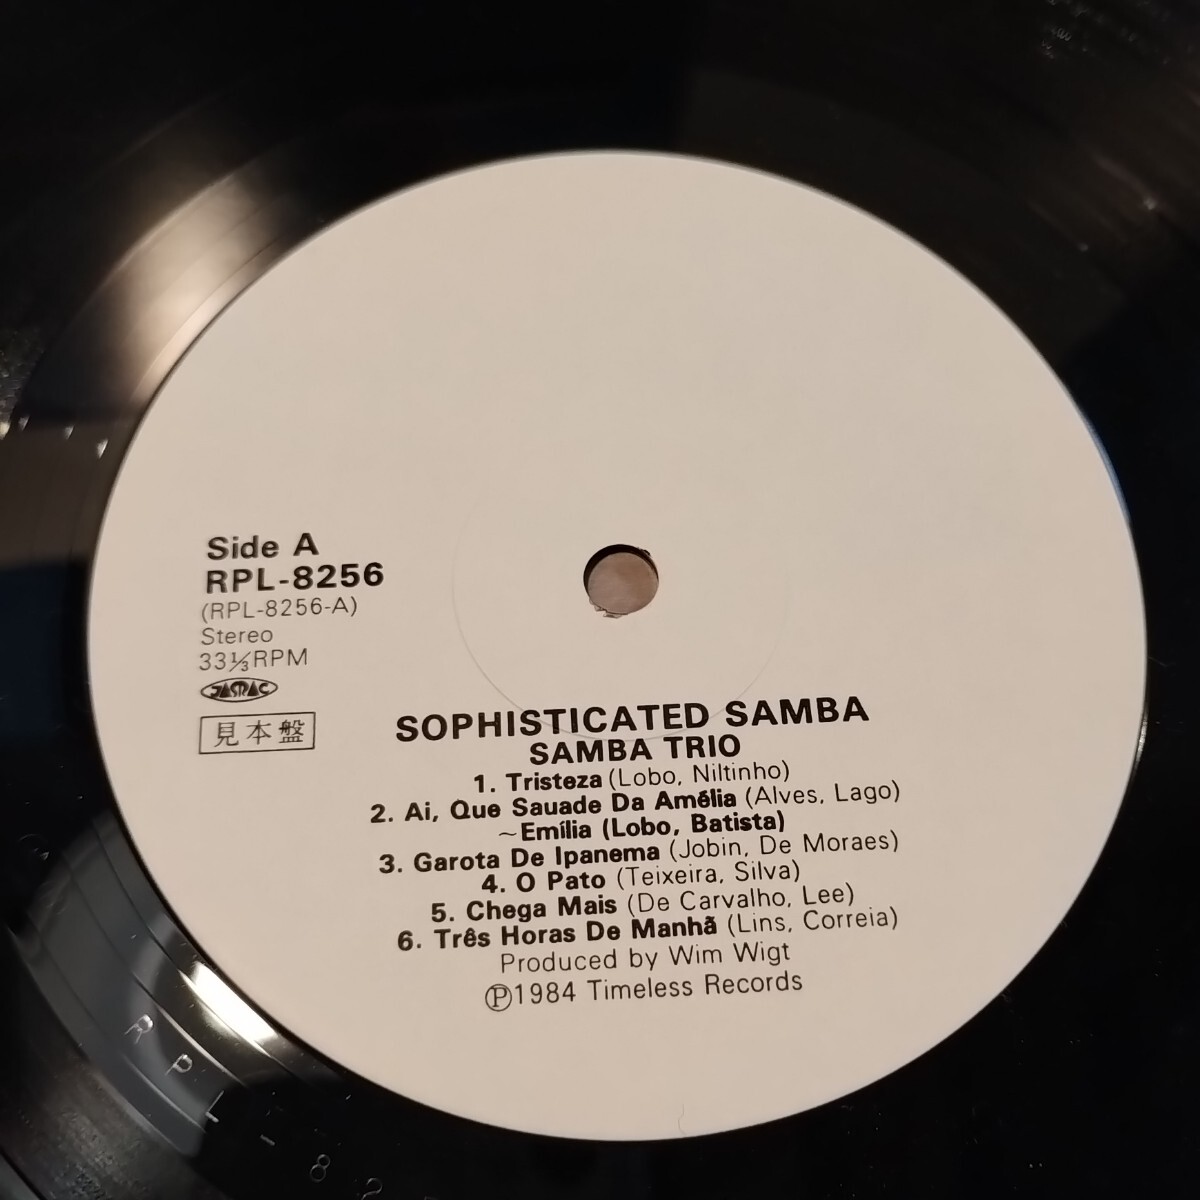 Side A
RPL-8256
(RPL-8256-A)
Stereo
33⅓RPM
JASRAC
見本盤
SOPHISTICATED SAMBA
SAMBA TRIO
1. Tristeza (Lobo, Niltinho)
2. Ai, Que Sauade Da Amélia (Alves, Lago)
~Emília (Lobo, Batista)
3. Garota De Ipanema (Jobin, De Moraes)
4. O Pato (Teixeira, Silva)
5. Chega Mais (De Carvalho, Lee)
6. Três Horas De Manhã (Lins, Correia)
Produced by Wim Wigt
Ⓟ1984 Timeless Records
RPL-82